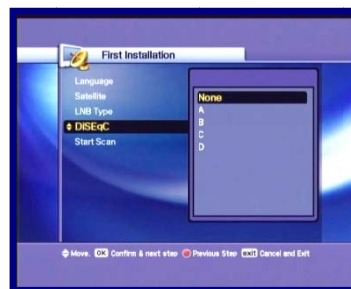 First Installation
Language
Satellite
LNB Type
DISEqC
Start Scan
None
A
B
C
D
Move. OK Confirm & next step Previous Step exit Cancel and Exit